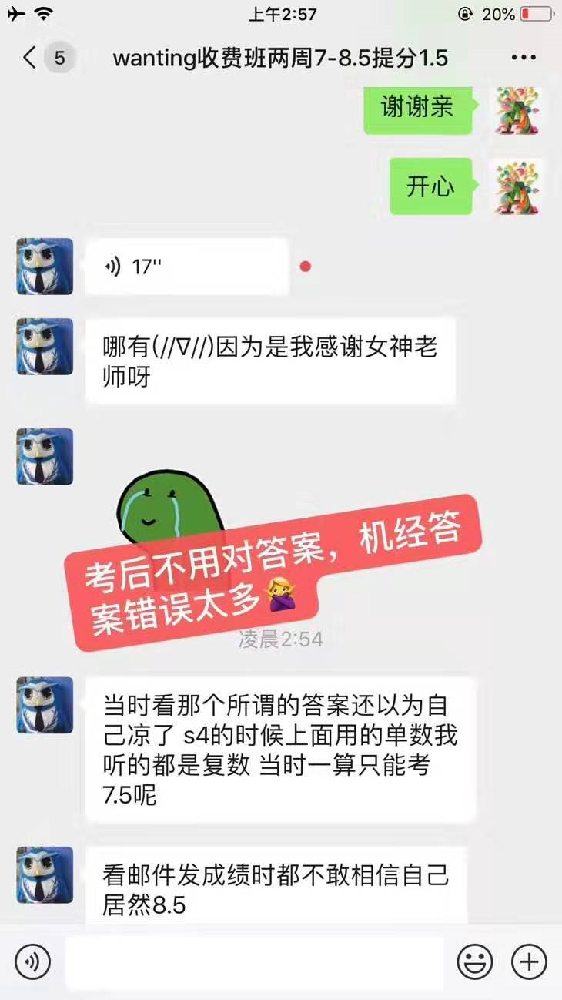 上午2:57
20%
5
wanting收费班两周7-8.5提分1.5
谢谢亲
开心
17''
哪有(//∇//)因为是我感谢女神老
师呀
考后不用对答案，机经答
案错误太多🙅‍♀️
凌晨2:54
当时看那个所谓的答案还以为自
己凉了 s4的时候上面用的单数我
听的都是复数 当时一算只能考
7.5呢
看邮件发成绩时都不敢相信自己
居然8.5